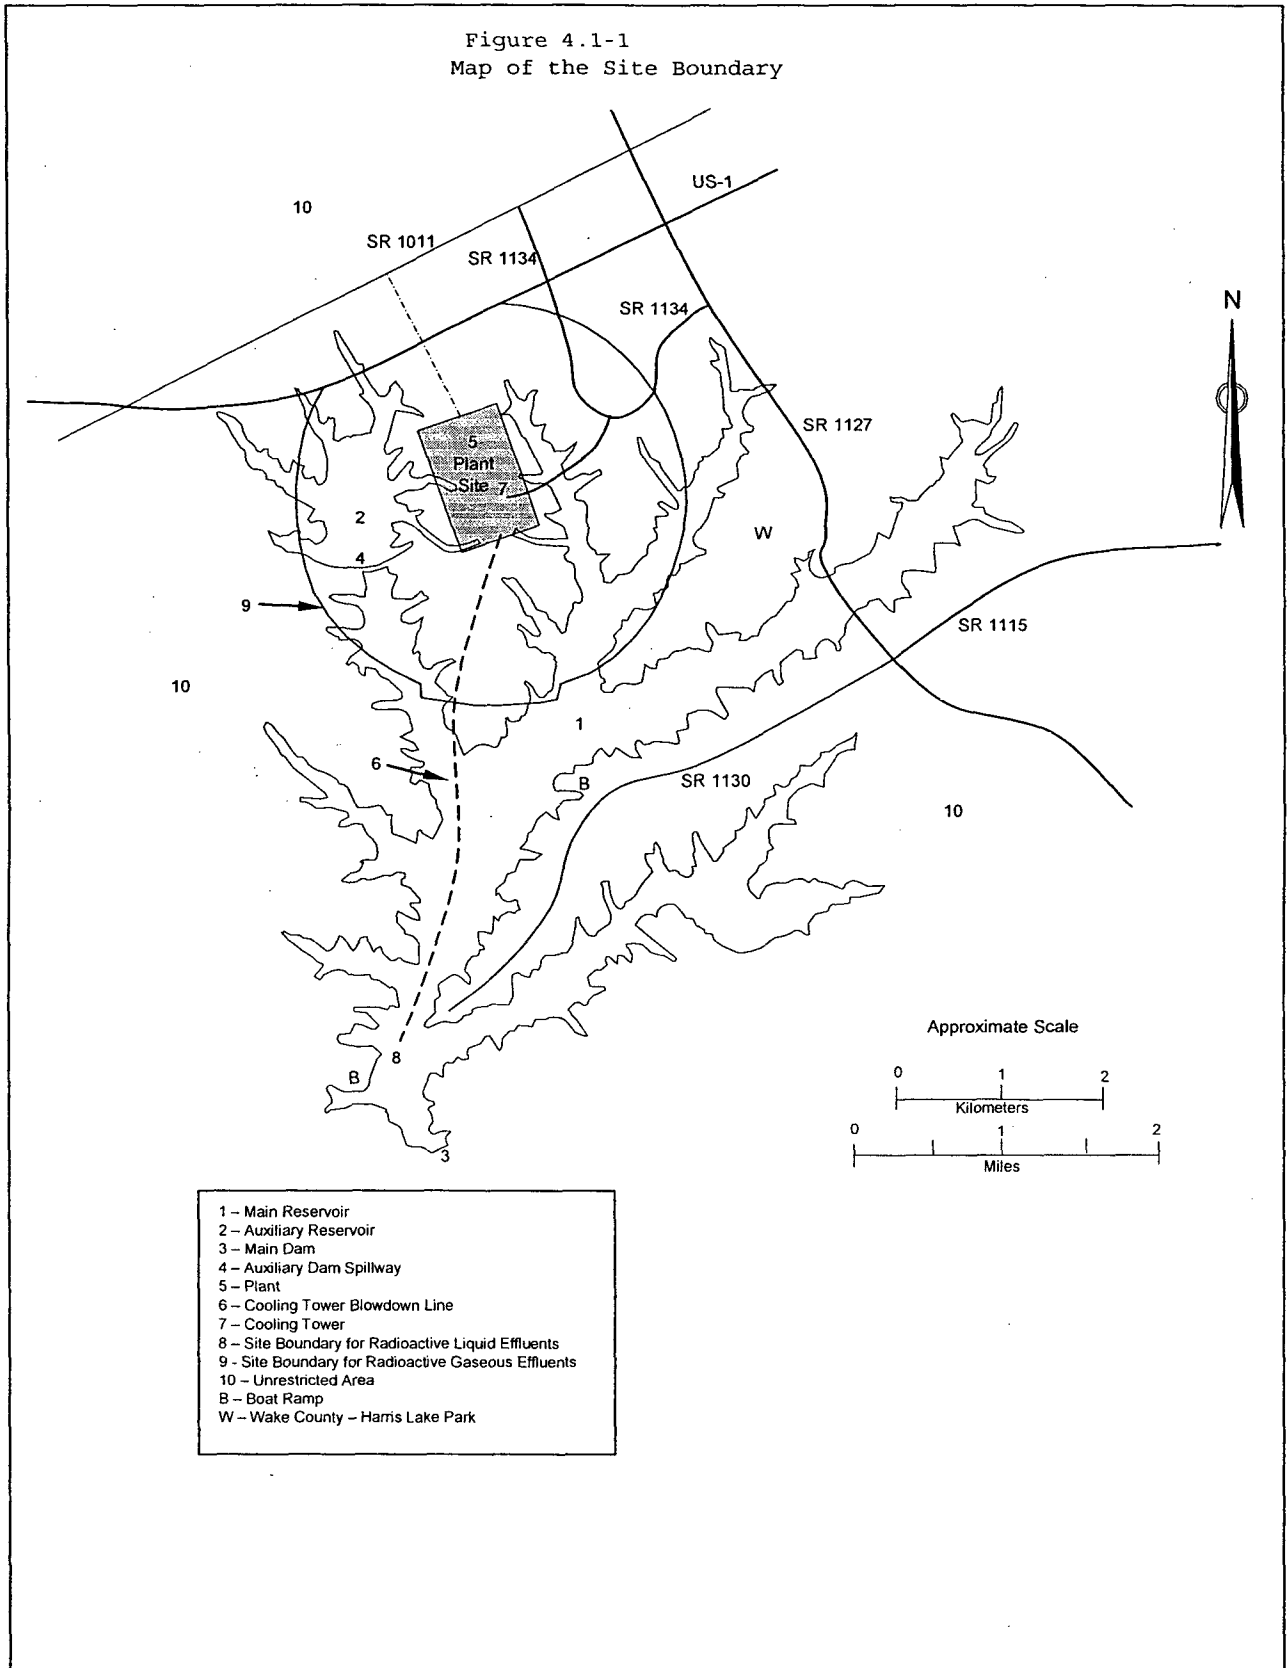 Figure 4.1-1
Map of the Site Boundary
US-1
10
SR 1011
SR 1134
SR 1134
N
SR 1127
5
Plant
Site 7
2
W
4
9
SR 1115
10
1
6
B
SR 1130
10
Approximate Scale
8
0 1 2
Kilometers
B
0 1 2
Miles
3
1 – Main Reservoir
2 – Auxiliary Reservoir
3 – Main Dam
4 – Auxiliary Dam Spillway
5 – Plant
6 – Cooling Tower Blowdown Line
7 – Cooling Tower
8 – Site Boundary for Radioactive Liquid Effluents
9 - Site Boundary for Radioactive Gaseous Effluents
10 – Unrestricted Area
B – Boat Ramp
W – Wake County – Harris Lake Park